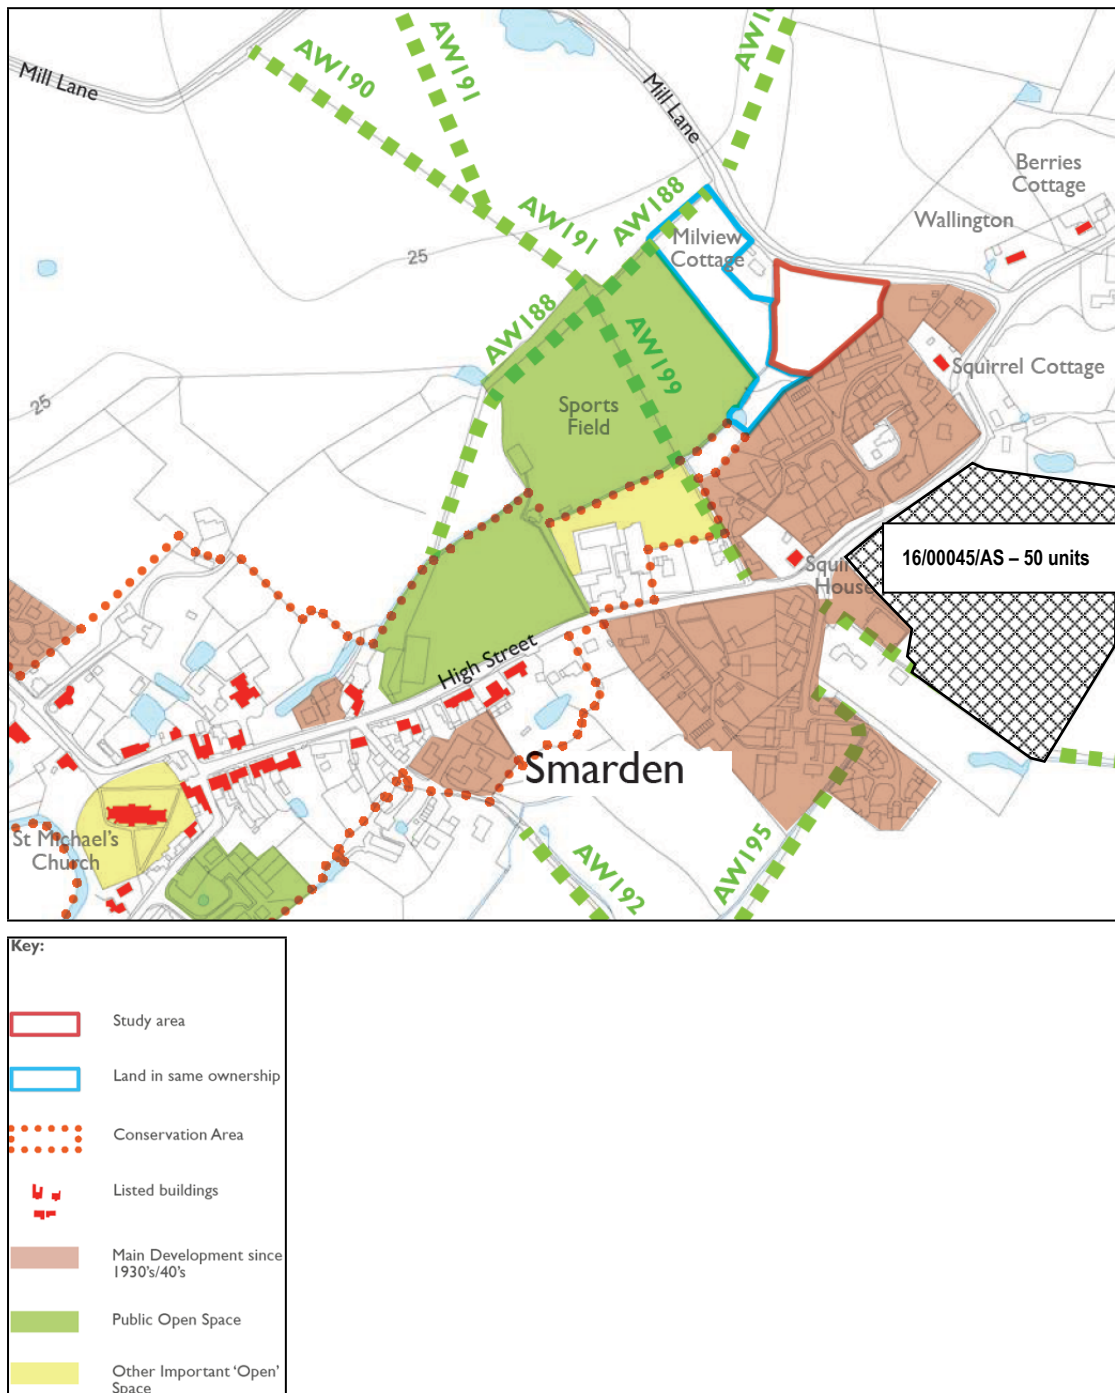 AW190
AW191
AW1
Mill Lane
Mill Lane
Berries
Cottage
Wallington
AW191
AW188
Milview
Cottage
25
AW188
AW199
Squirrel Cottage
25
Sports
Field
16/00045/AS – 50 units
Squi
House
High Street
Smarden
St Michael's
Church
AW192
AW195
Key:
Study area
Land in same ownership
Conservation Area
Listed buildings
Main Development since
1930's/40's
Public Open Space
Other Important 'Open'
Space